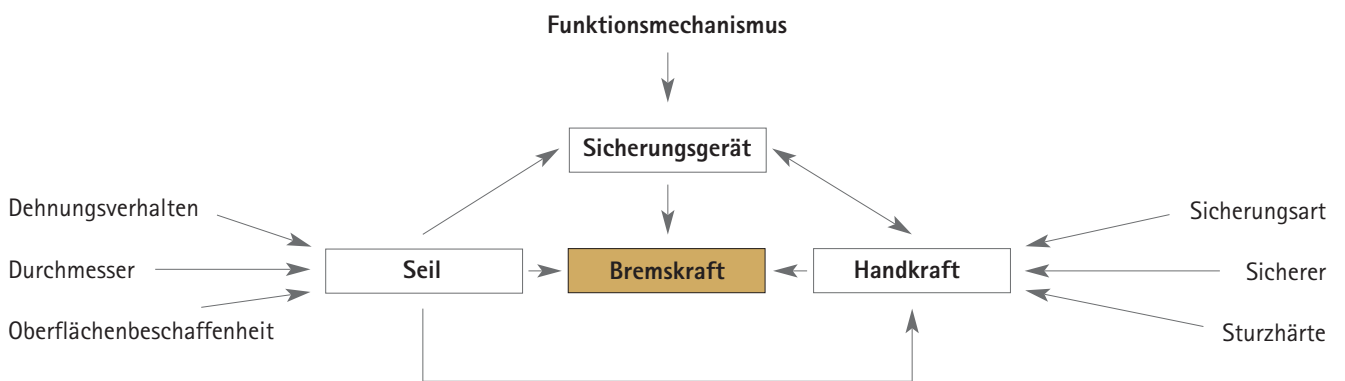 Funktionsmechanismus
Sicherungsgerät
Dehnungsverhalten
Sicherungsart
Durchmesser
Seil
Bremskraft
Handkraft
Sicherer
Oberflächenbeschaffenheit
Sturzhärte